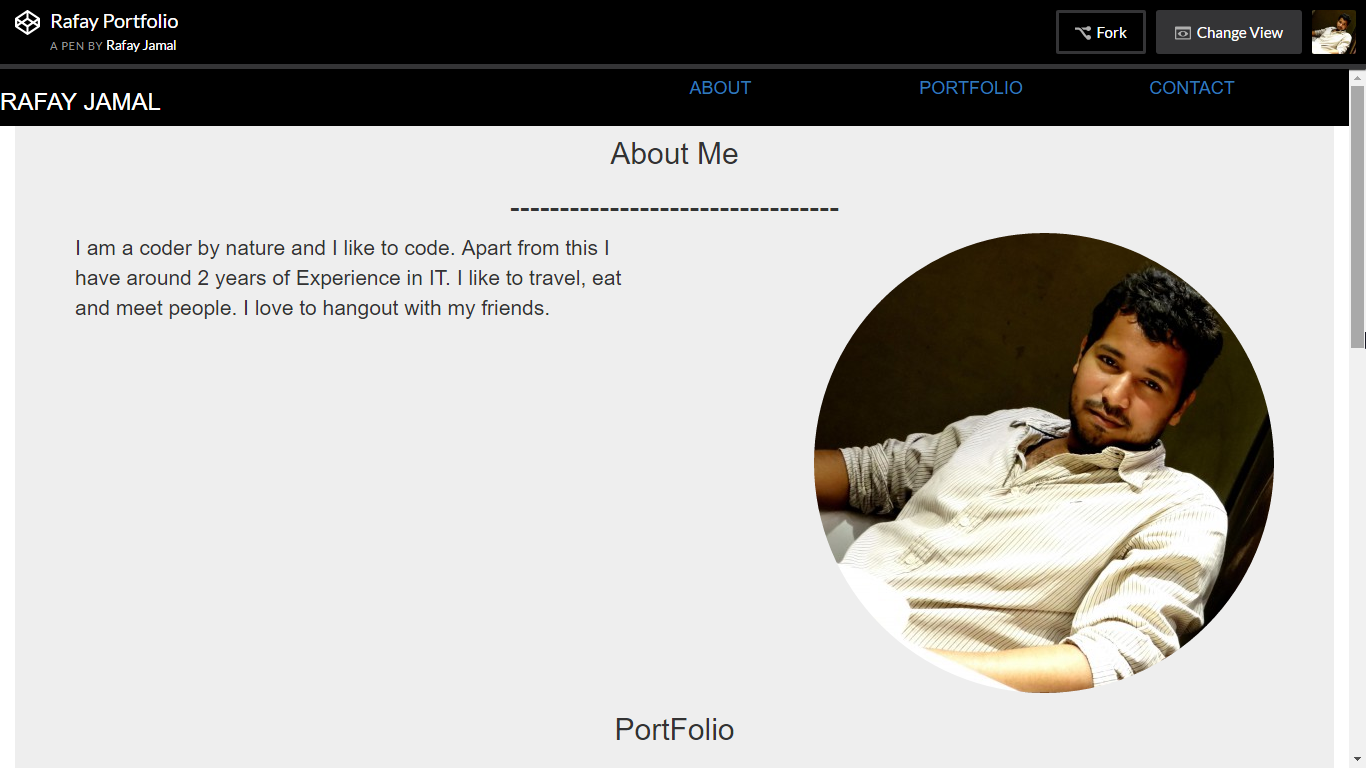 Rafay Portfolio
A PEN BY Rafay Jamal
Fork
Change View
RAFAY JAMAL
ABOUT
PORTFOLIO
CONTACT
About Me
---------------------------------
I am a coder by nature and I like to code. Apart from this I
have around 2 years of Experience in IT. I like to travel, eat
and meet people. I love to hangout with my friends.
PortFolio